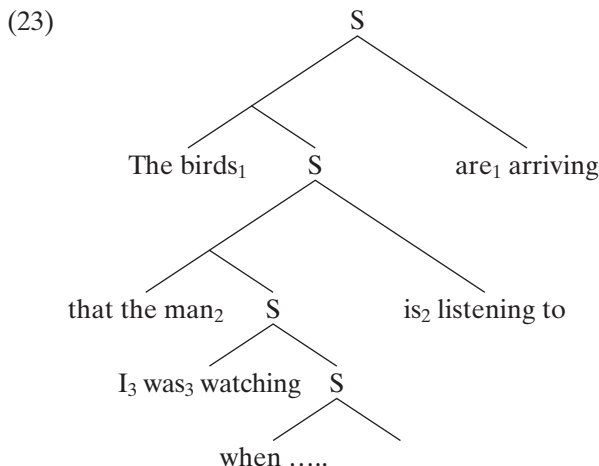 (23) S
The birds₁ S are₁ arriving
that the man₂ S is₂ listening to
I₃ was₃ watching S
when …..